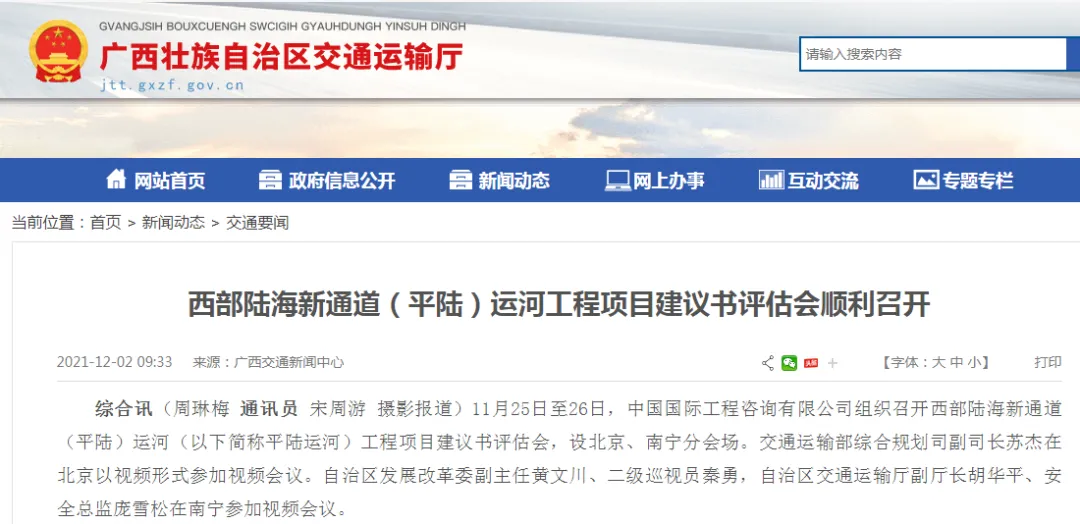 GVANGJSIH BOUXCUENGH SWCIGIH GYAUHDUNGH YINSUH DINGH
广西壮族自治区交通运输厅
jtt.gxzf.gov.cn
请输入搜索内容
网站首页 政府信息公开 新闻动态 网上办事 互动交流 专题专栏
当前位置：首页 > 新闻动态 > 交通要闻
西部陆海新通道（平陆）运河工程项目建议书评估会顺利召开
2021-12-02 09:33 来源：广西交通新闻中心 头条 + 【字体：大 中 小】 打印
综合讯（周琳梅 通讯员 宋周游 摄影报道）11月25日至26日，中国国际工程咨询有限公司组织召开西部陆海新通道
（平陆）运河（以下简称平陆运河）工程项目建议书评估会，设北京、南宁分会场。交通运输部综合规划司副司长苏杰在
北京以视频形式参加视频会议。自治区发展改革委副主任黄文川、二级巡视员秦勇，自治区交通运输厅副厅长胡华平、安
全总监庞雪松在南宁参加视频会议。